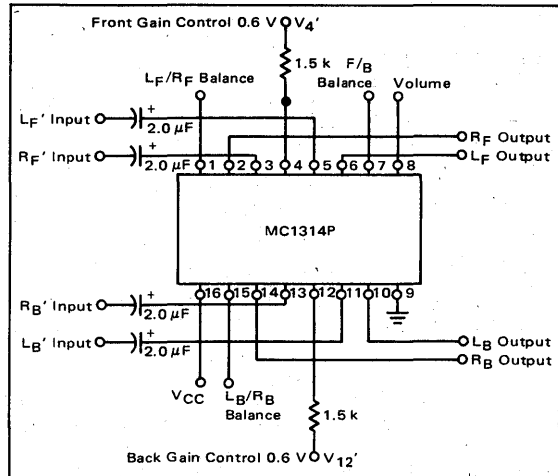 Front Gain Control 0.6 V V4'
1.5 k
LF/RF Balance
F/B Balance
Volume
LF' Input
+
2.0 µF
RF' Input
+
2.0 µF
RF Output
LF Output
1 2 3 4 5 6 7 8
MC1314P
16 15 14 13 12 11 10 9
RB' Input
+
2.0 µF
LB' Input
+
2.0 µF
LB Output
RB Output
VCC
LB/RB Balance
1.5 k
Back Gain Control 0.6 V V12'